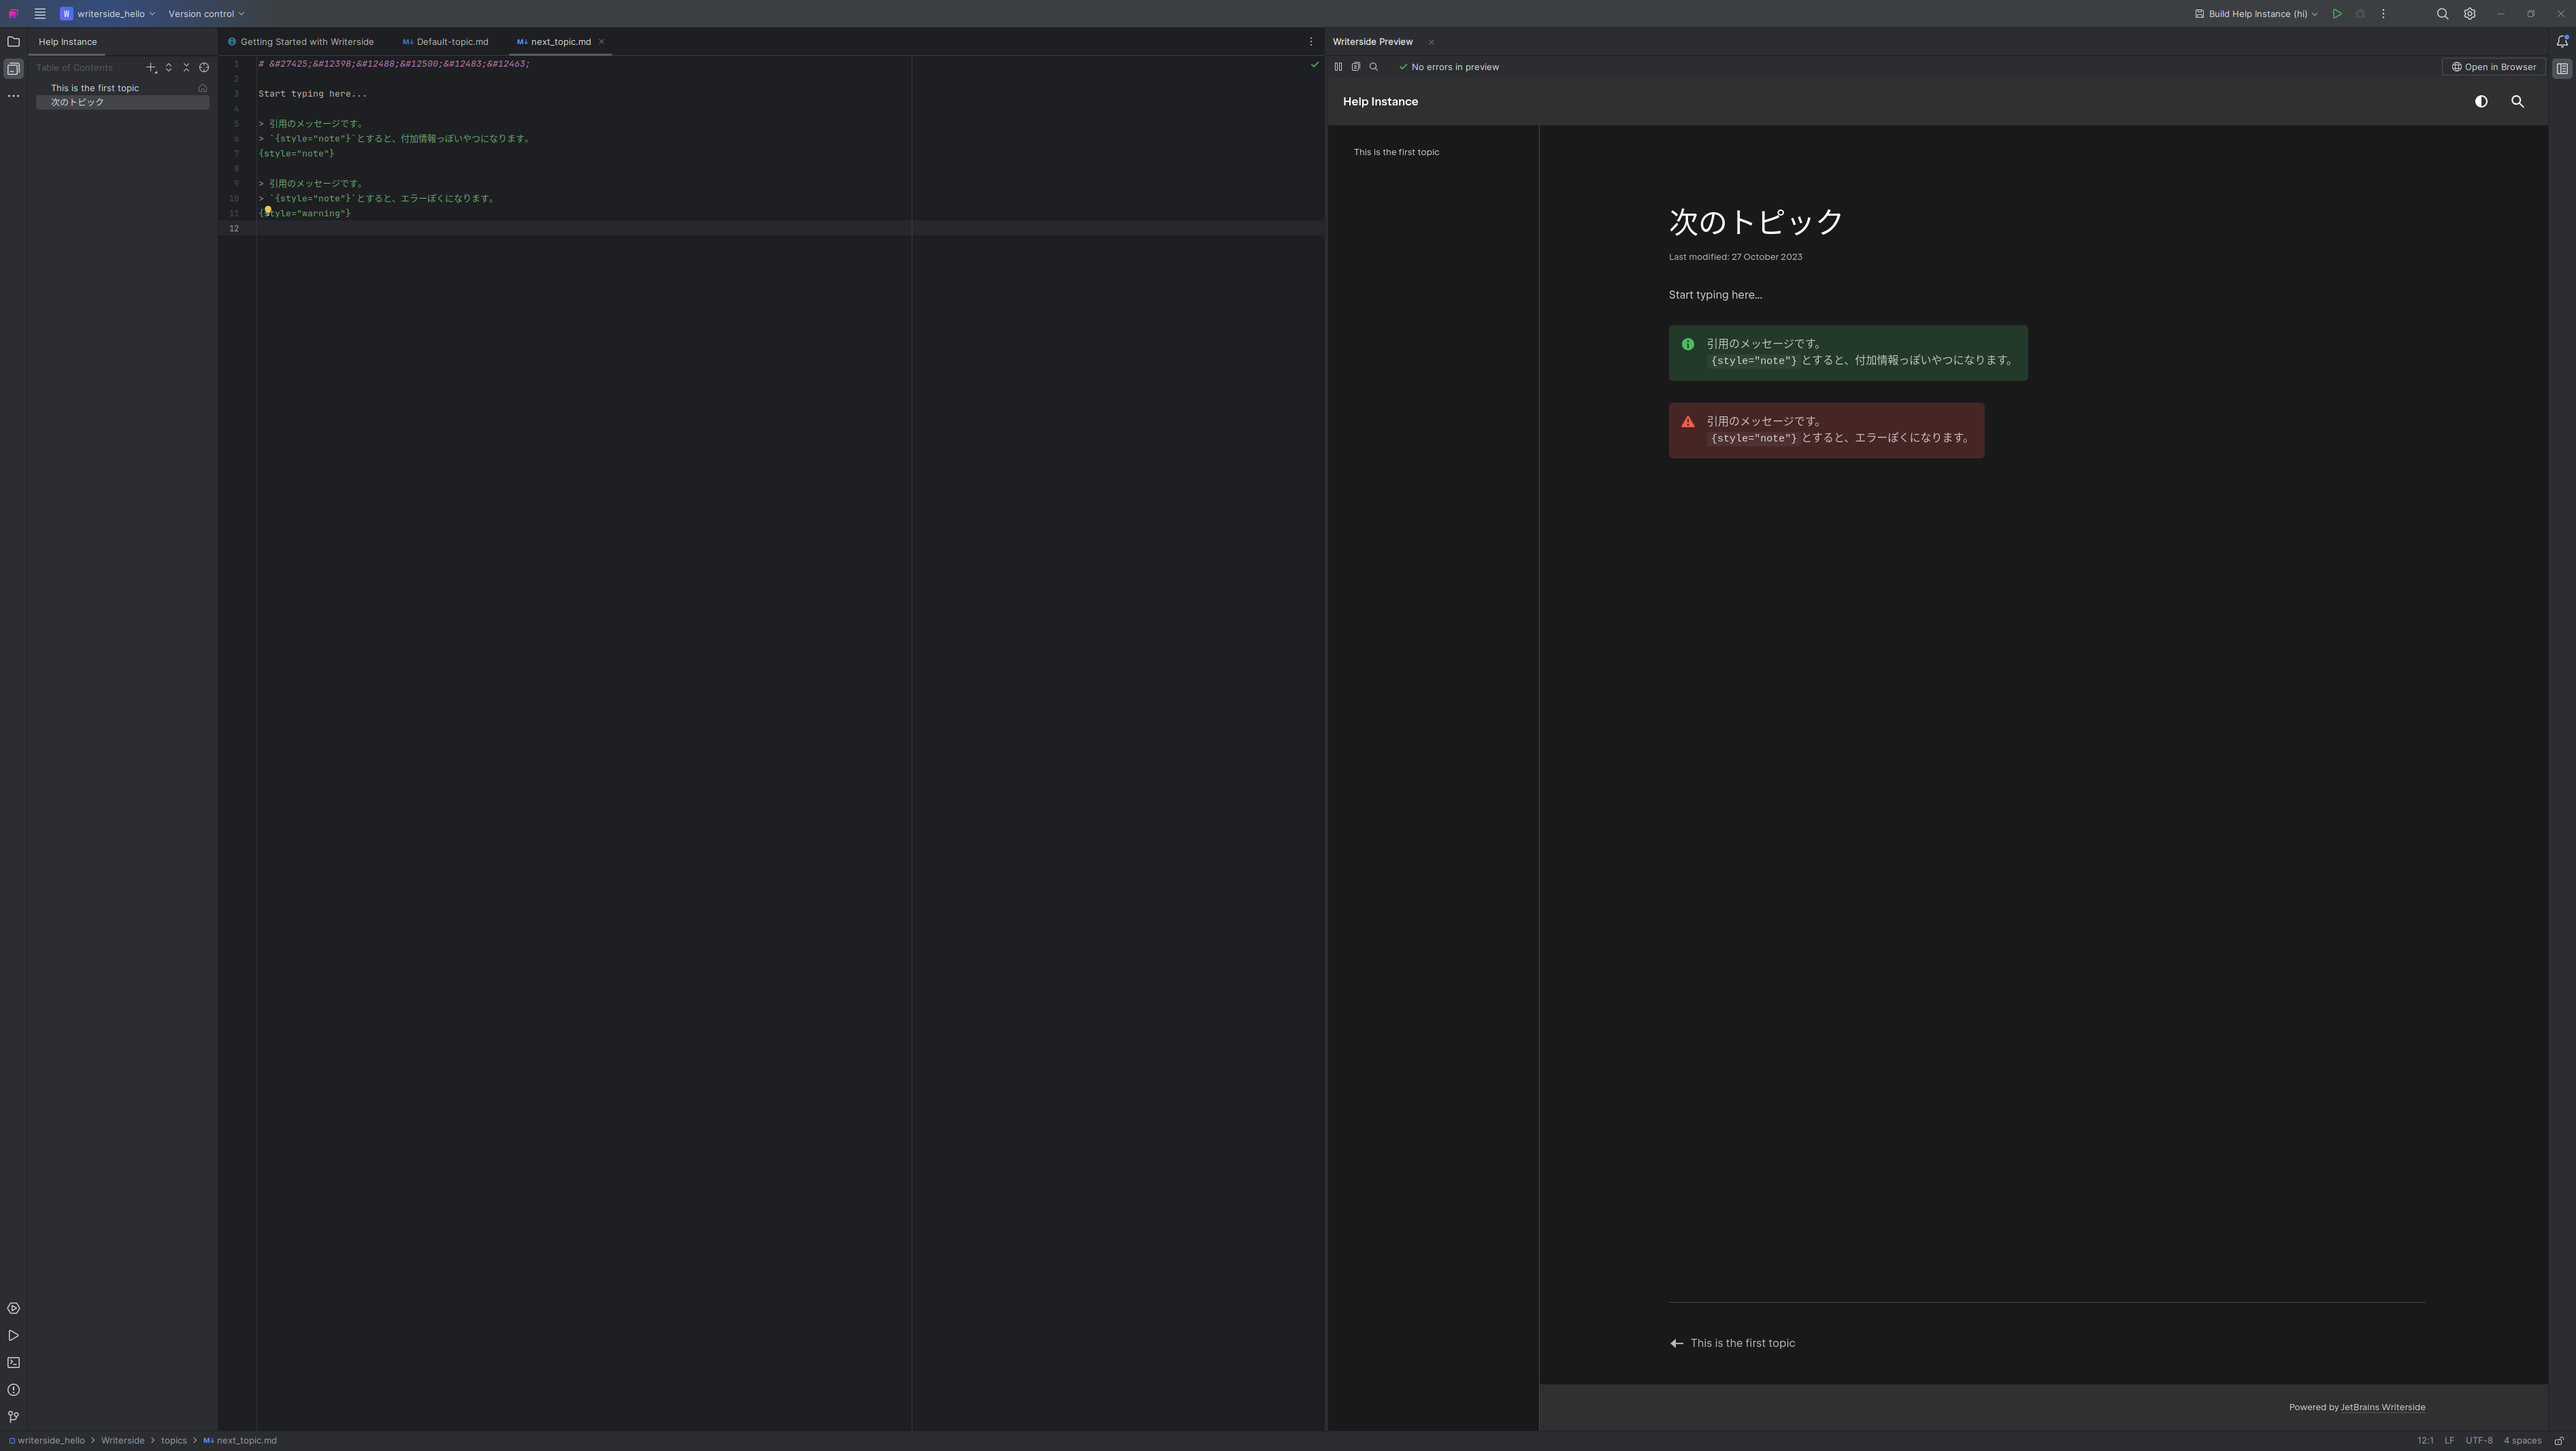 W writerside_hello Version control Build Help Instance (hi)
Help Instance
Getting Started with Writerside
M↓ Default-topic.md
M↓ next_topic.md
Writerside Preview
Table of Contents
This is the first topic
次のトピック
1 # &#27425;&#12398;&#12488;&#12500;&#12483;&#12463;
2
3 Start typing here...
4
5 > 引用のメッセージです。
6 > `{style="note"}`とすると、付加情報っぽいやつになります。
7 {style="note"}
8
9 > 引用のメッセージです。
10 > `{style="note"}`とすると、エラーぽくになります。
11 {style="warning"}
12
No errors in preview
Open in Browser
Help Instance
This is the first topic
次のトピック
Last modified: 27 October 2023
Start typing here...
引用のメッセージです。
{style="note"}とすると、付加情報っぽいやつになります。
引用のメッセージです。
{style="note"}とすると、エラーぽくになります。
This is the first topic
Powered by JetBrains Writerside
writerside_hello > Writerside > topics > M↓ next_topic.md
12:1 LF UTF-8 4 spaces